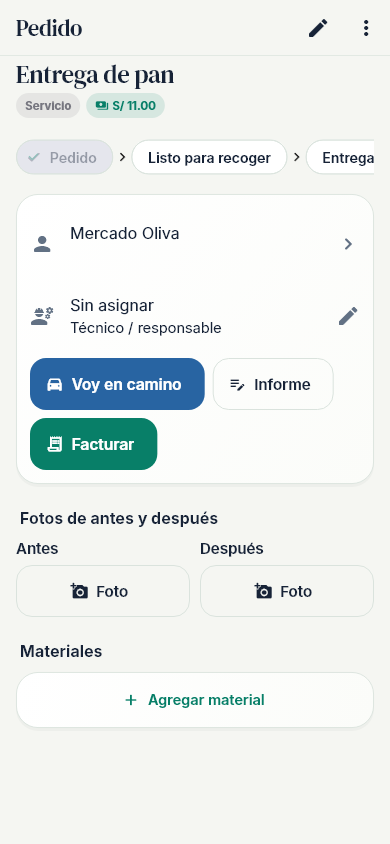 Pedido
Entrega de pan
Servicio
S/ 11.00
Pedido
Listo para recoger
Entrega
Mercado Oliva
Sin asignar
Técnico / responsable
Voy en camino
Informe
Facturar
Fotos de antes y después
Antes
Después
Foto
Foto
Materiales
Agregar material